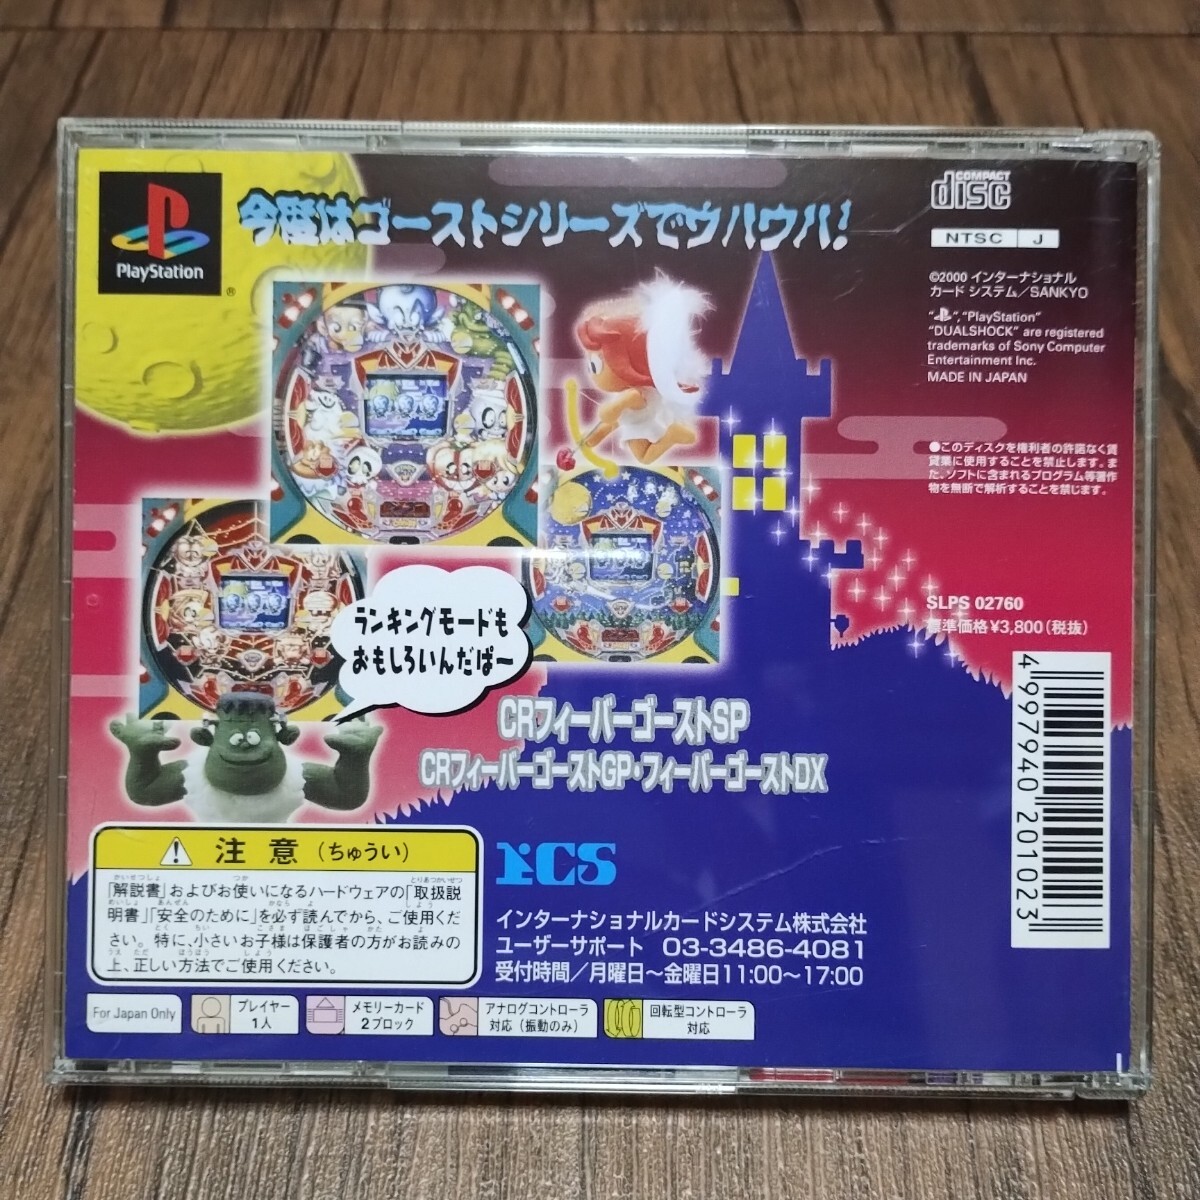 PlayStation
®
今度はゴーストシリーズでウハウハ!
COMPACT
disc
NTSC J
©2000 インターナショナル
カード システム／SANKYO
"PS", "PlayStation"
"DUALSHOCK" are registered
trademarks of Sony Computer
Entertainment Inc.
MADE IN JAPAN
●このディスクを権利者の許諾なく賃
貸業に使用することを禁止します。ま
た、ソフトに含まれるプログラム等著作
物を無断で解析することを禁じます。
SLPS 02760
標準価格¥3,800(税抜)
4 997940 201023
ランキングモードも
おもしろいんだぱ〜
CRフィーバーゴーストSP
CRフィーバーゴーストGP・フィーバーゴーストDX
注意 (ちゅうい)
「解説書」およびお使いになるハードウェアの「取扱説
明書」「安全のために」を必ず読んでから、ご使用くだ
さい。特に、小さいお子様は保護者の方がお読みの
上、正しい方法でご使用ください。
iCS
インターナショナルカードシステム株式会社
ユーザーサポート 03-3486-4081
受付時間／月曜日〜金曜日11:00〜17:00
For Japan Only
プレイヤー
1人
メモリーカード
2ブロック
アナログコントローラ
対応(振動のみ)
回転型コントローラ
対応